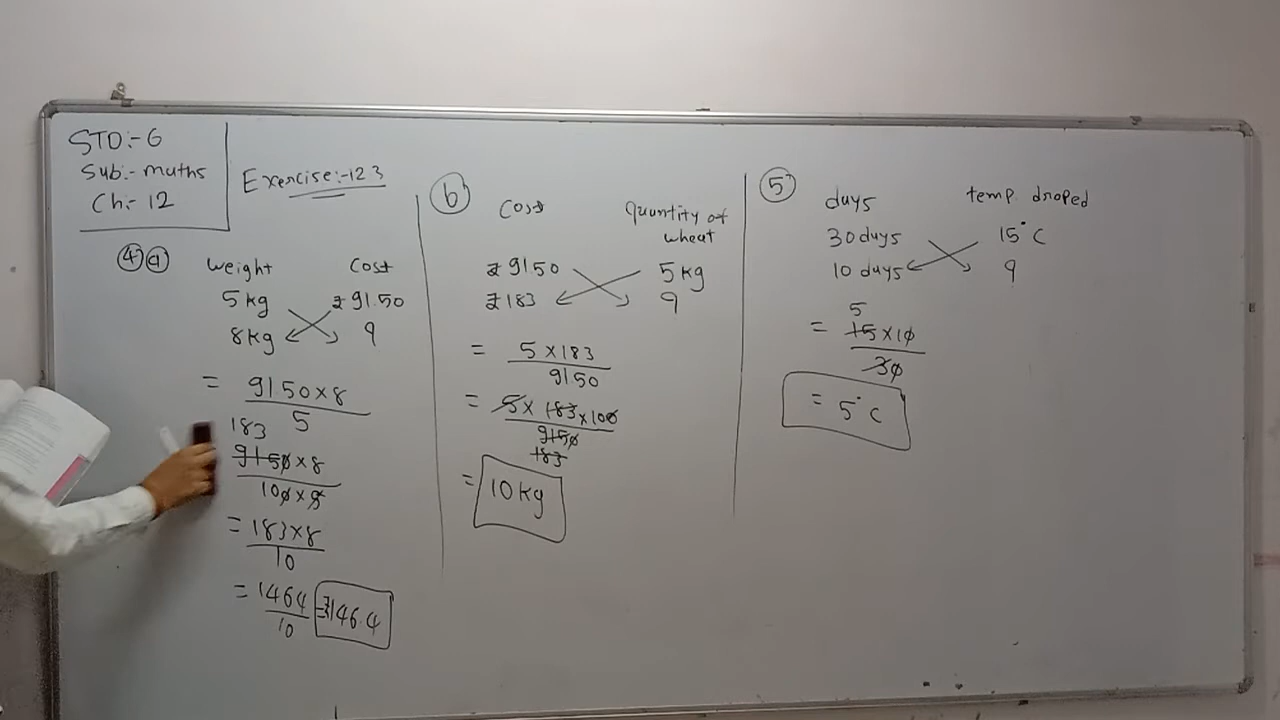 STD:- 6
Sub:- maths
Ch:- 12
Exercise:-12 3
4 a
weight cost
5 kg ₹ 91.50
8 kg ?
= 91 50 × 8
5
183
9150 × 8
100 × 5
= 183 × 8
10
= 1464 = ₹146.4
10
b
Cost quantity of
wheat
₹ 9150 5 kg
₹ 183 ?
= 5 × 183
9150
= 5 × 183 × 100
9150
183
= 10 kg
5
days temp. droped
30 days 15° C
10 days ?
5
= 15 × 10
30
= 5° C